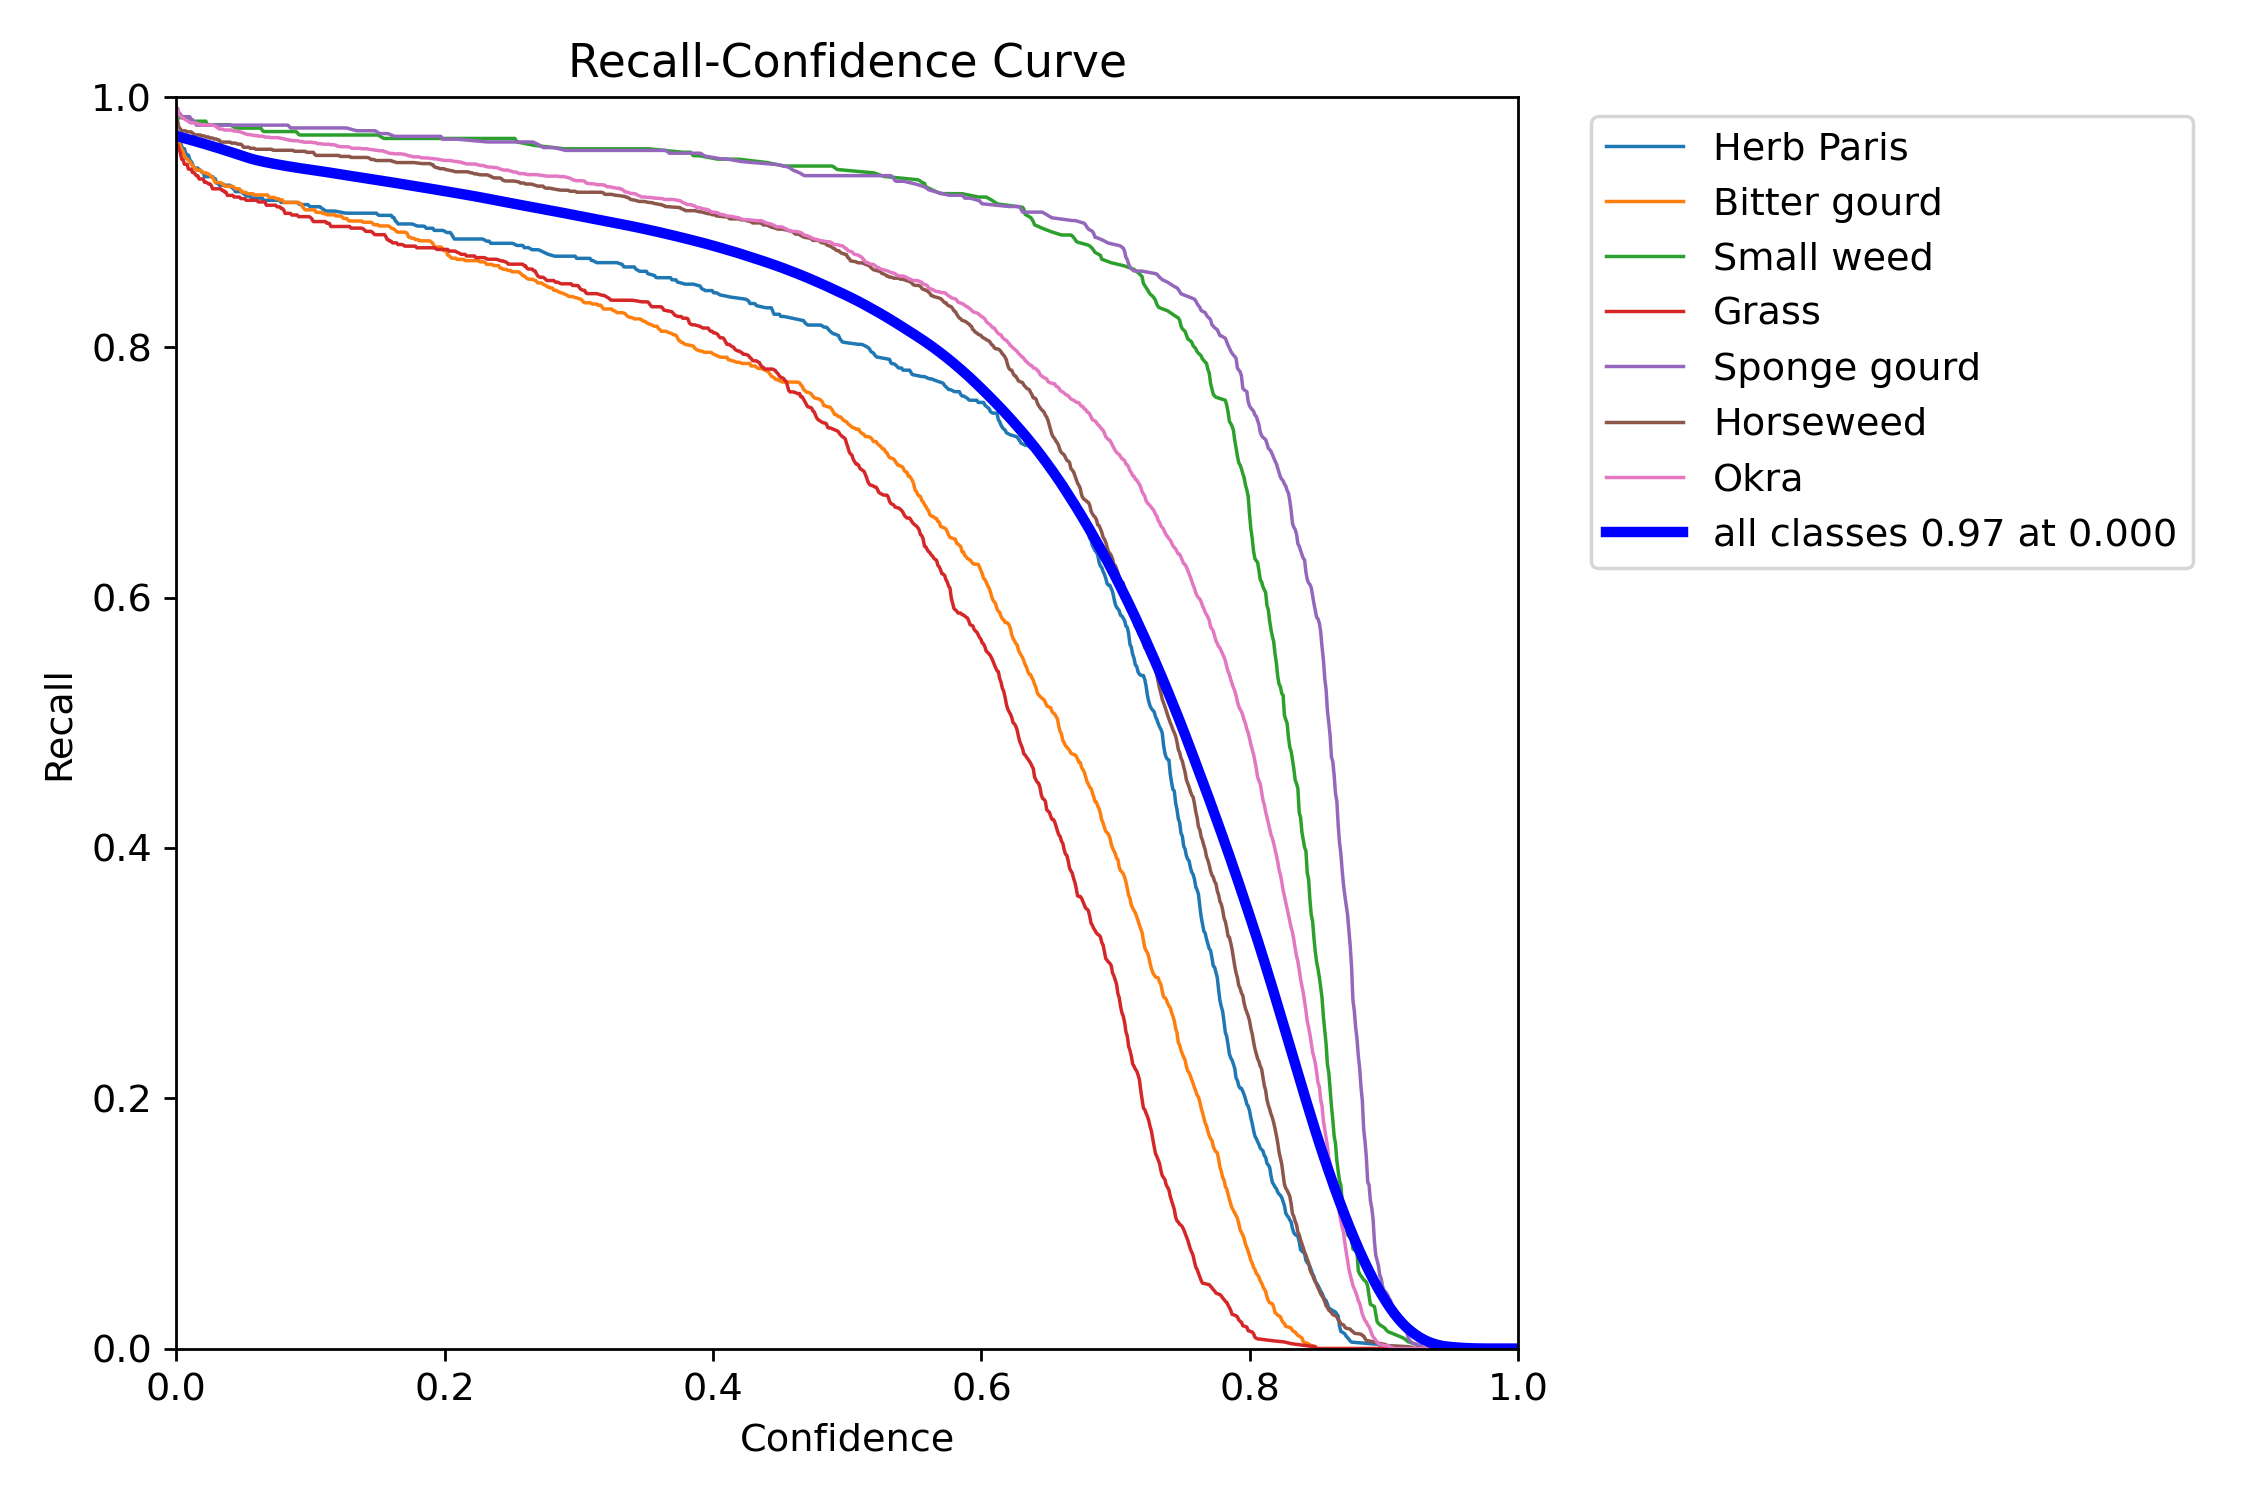 Recall-Confidence Curve
1.0
0.8
0.6
0.4
0.2
0.0
Recall
0.0 0.2 0.4 0.6 0.8 1.0
Confidence
Herb Paris
Bitter gourd
Small weed
Grass
Sponge gourd
Horseweed
Okra
all classes 0.97 at 0.000